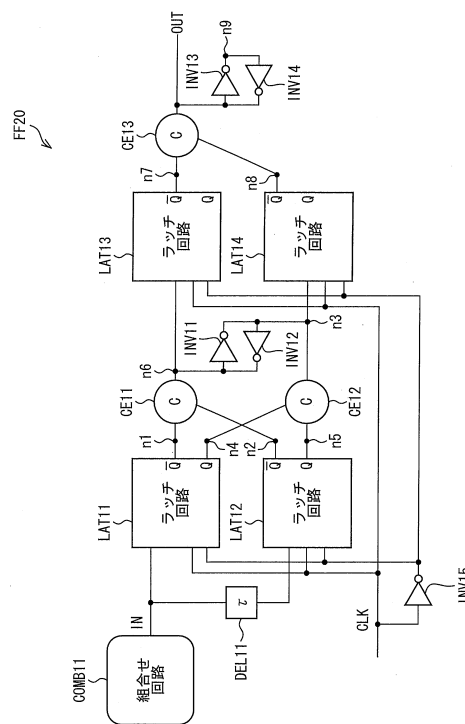 FF20
COMB11
組合せ
回路
IN
DEL11
τ
CLK
INV15
LAT11
ラッチ
回路
Q̅
Q
LAT12
ラッチ
回路
Q̅
Q
n1
n4
n2
n5
CE11
C
CE12
C
n6
INV11
INV12
n3
LAT13
ラッチ
回路
Q̅
Q
LAT14
ラッチ
回路
Q̅
Q
n7
n8
CE13
C
OUT
INV13
INV14
n9